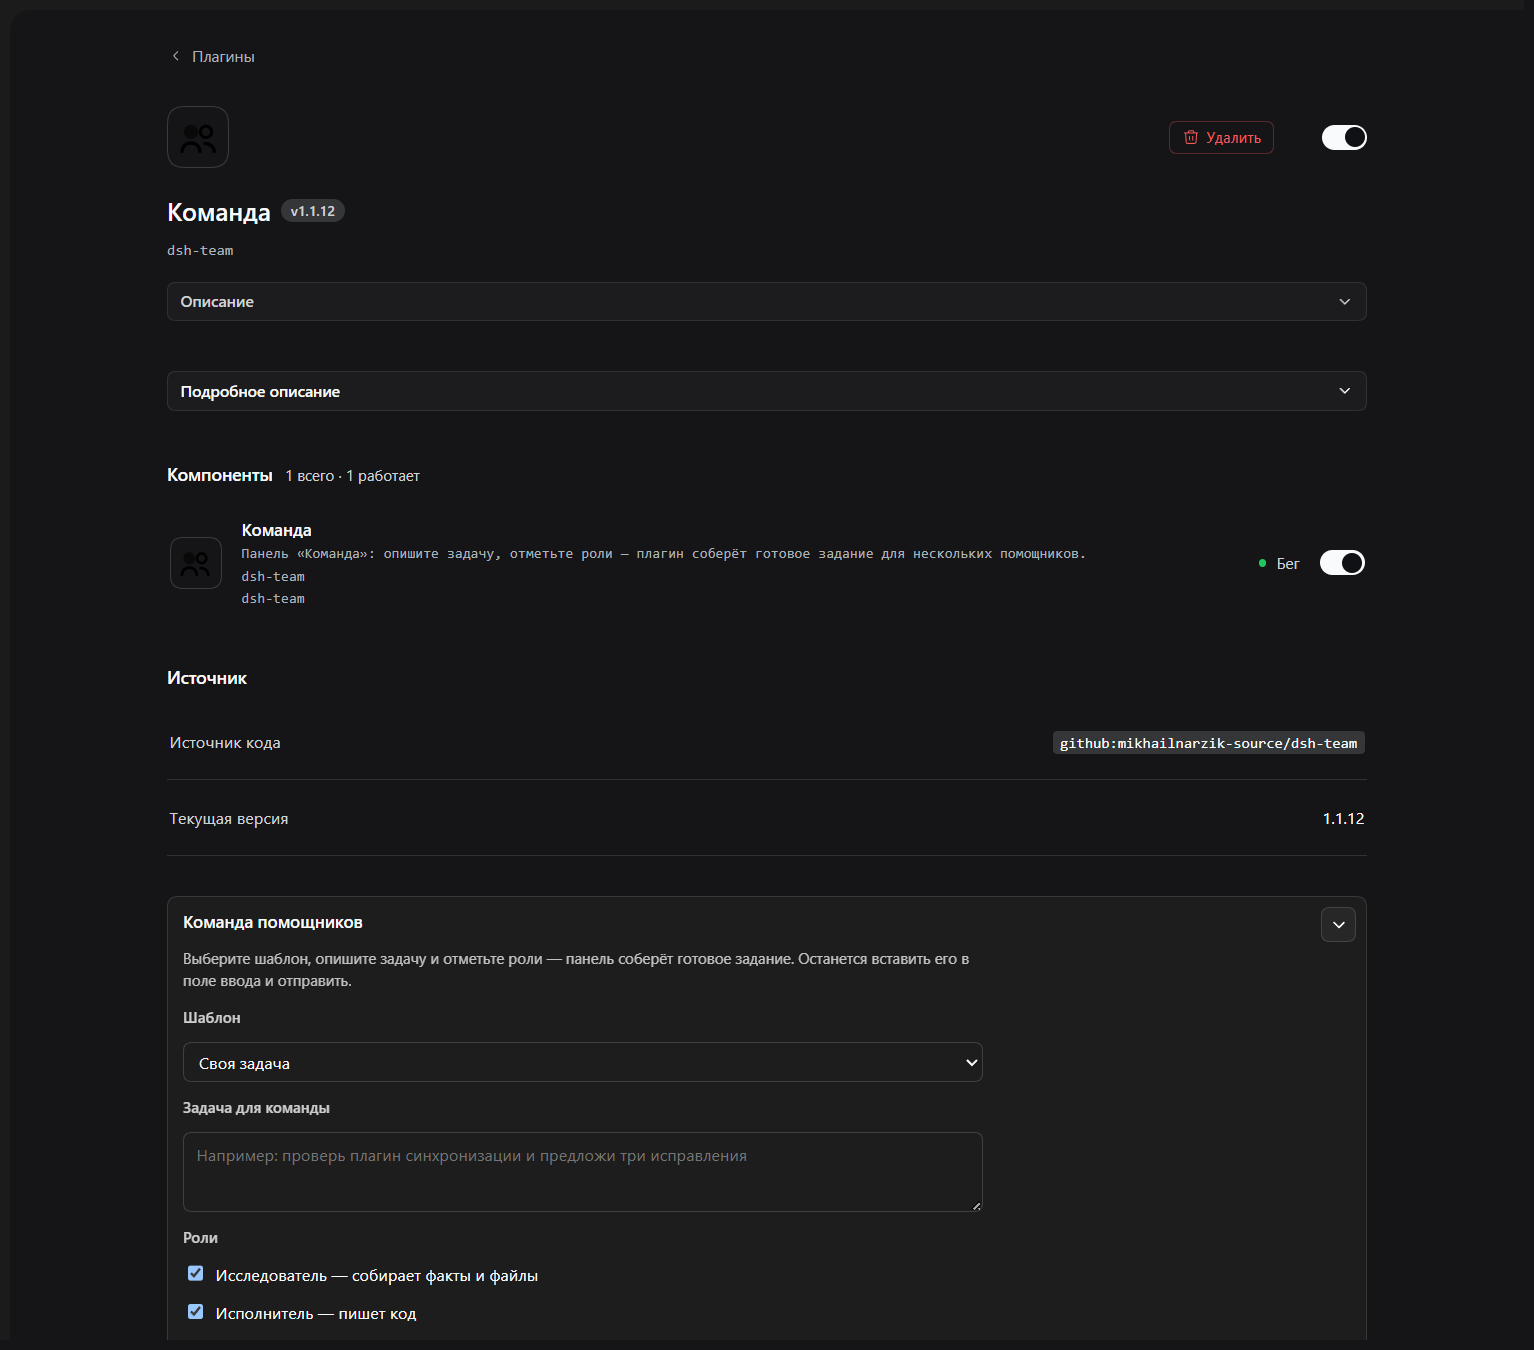 Плагины
Удалить
Команда v1.1.12
dsh-team
Описание
Подробное описание
Компоненты 1 всего · 1 работает
Команда
Панель «Команда»: опишите задачу, отметьте роли — плагин соберёт готовое задание для нескольких помощников.
dsh-team
dsh-team
Бег
Источник
Источник кода github:mikhailnarzik-source/dsh-team
Текущая версия 1.1.12
Команда помощников
Выберите шаблон, опишите задачу и отметьте роли — панель соберёт готовое задание. Останется вставить его в
поле ввода и отправить.
Шаблон
Своя задача
Задача для команды
Например: проверь плагин синхронизации и предложи три исправления
Роли
Исследователь — собирает факты и файлы
Исполнитель — пишет код